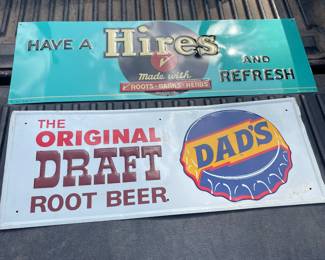 HAVE A Hires AND REFRESH
Made with
ROOTS-BARKS-HERBS
THE
ORIGINAL
DRAFT
ROOT BEER
DAD'S